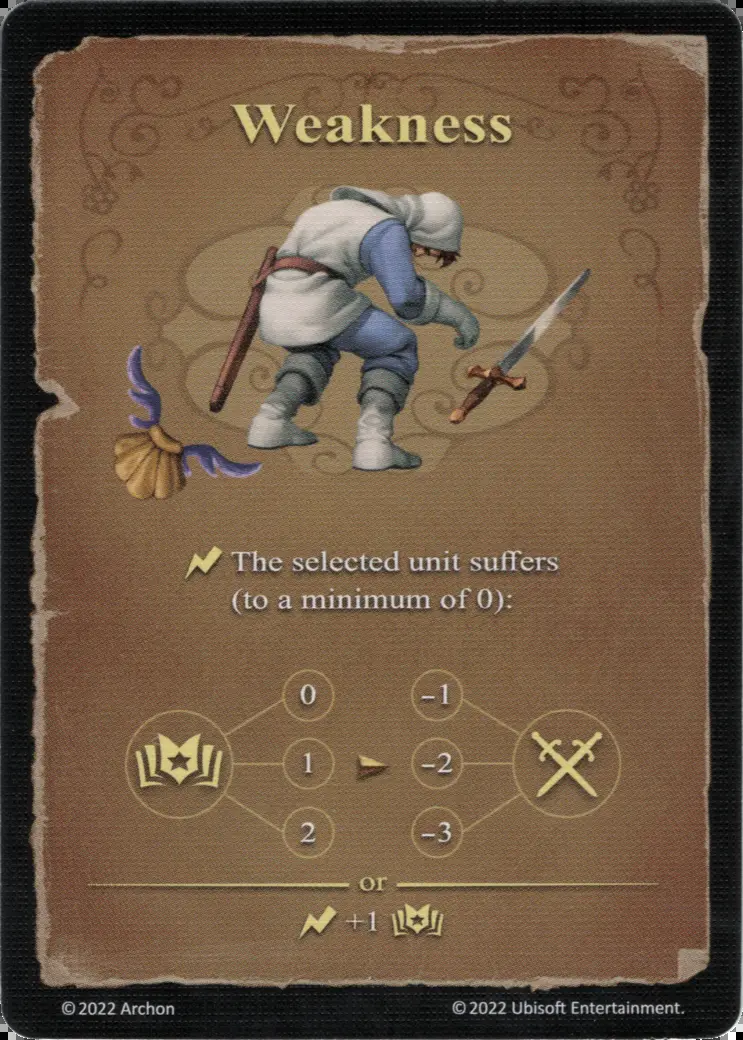 Weakness
The selected unit suffers
(to a minimum of 0):
0 -1
1 -2
2 -3
or
+1
©2022 Archon ©2022 Ubisoft Entertainment.